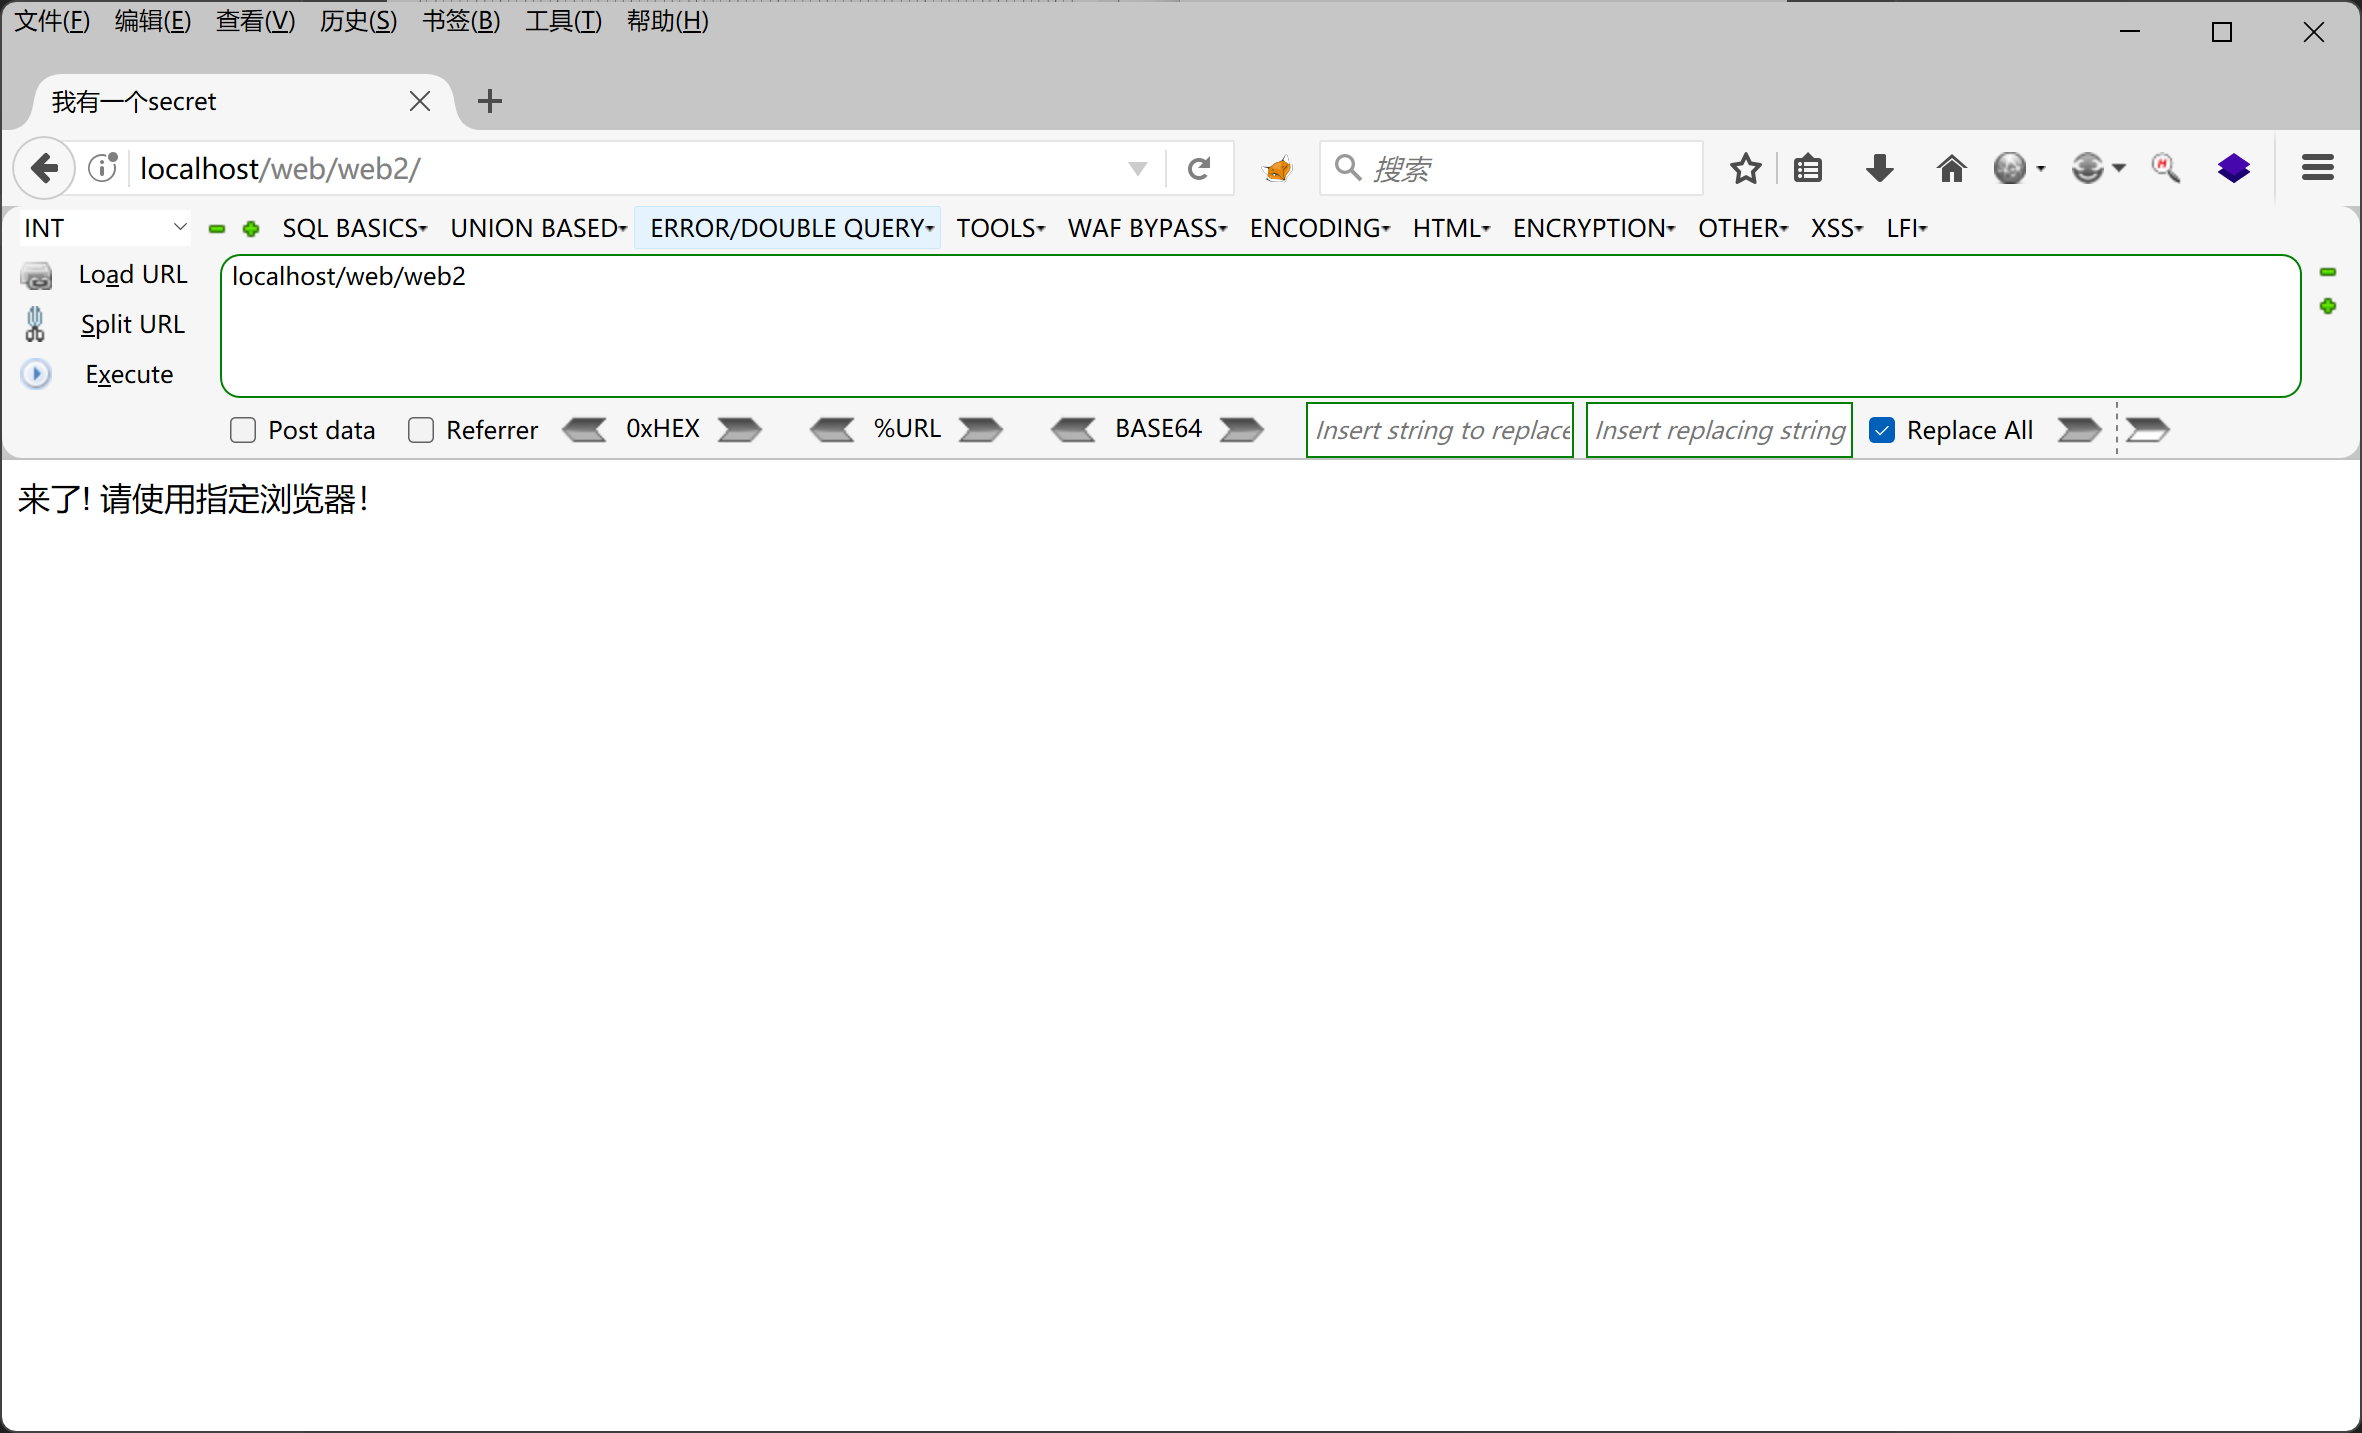 文件(F) 编辑(E) 查看(V) 历史(S) 书签(B) 工具(T) 帮助(H)
我有一个secret
localhost/web/web2/
搜索
INT SQL BASICS UNION BASED ERROR/DOUBLE QUERY TOOLS WAF BYPASS ENCODING HTML ENCRYPTION OTHER XSS LFI
Load URL localhost/web/web2
Split URL
Execute
Post data Referrer 0xHEX %URL BASE64 Insert string to replace Insert replacing string Replace All
来了! 请使用指定浏览器!